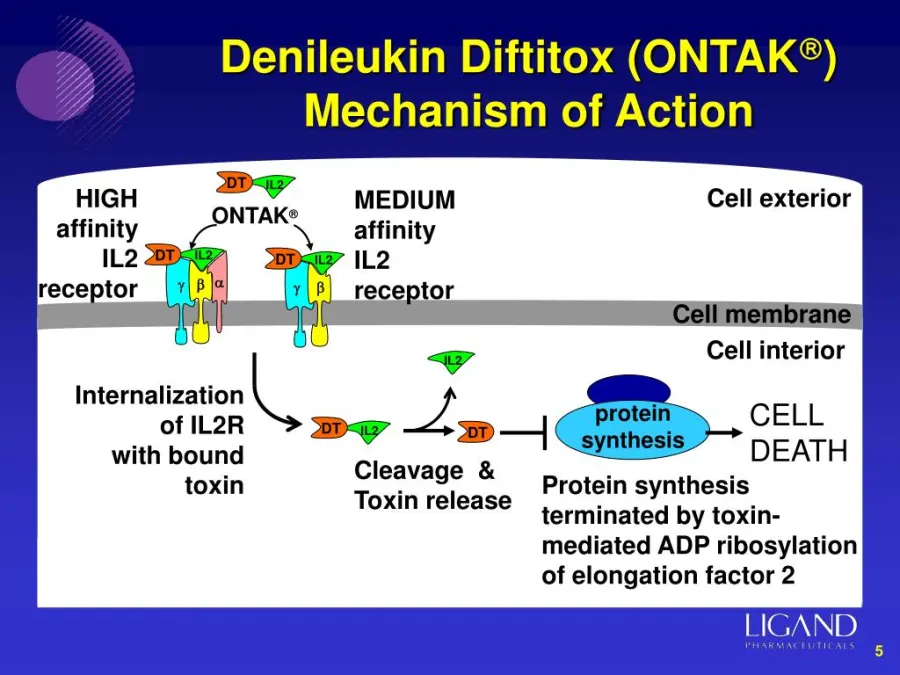 Denileukin Diftitox (ONTAK®)
Mechanism of Action
HIGH
affinity
IL2
receptor
DT IL2
ONTAK®
MEDIUM
affinity
IL2
receptor
Cell exterior
DT IL2
γ β α
DT IL2
γ β
Cell membrane
Cell interior
Internalization
of IL2R
with bound
toxin
DT IL2
IL2
DT
Cleavage &
Toxin release
protein
synthesis
CELL
DEATH
Protein synthesis
terminated by toxin-
mediated ADP ribosylation
of elongation factor 2
LIGAND
PHARMACEUTICALS
5